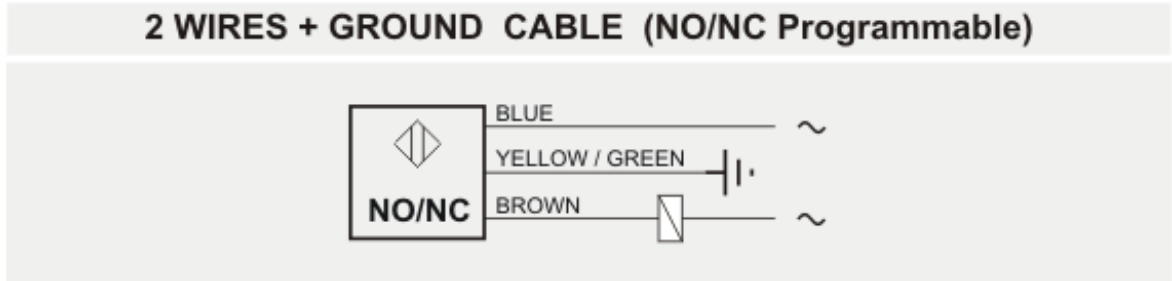 2 WIRES + GROUND CABLE (NO/NC Programmable)
BLUE
~
YELLOW / GREEN
NO/NC
BROWN
~